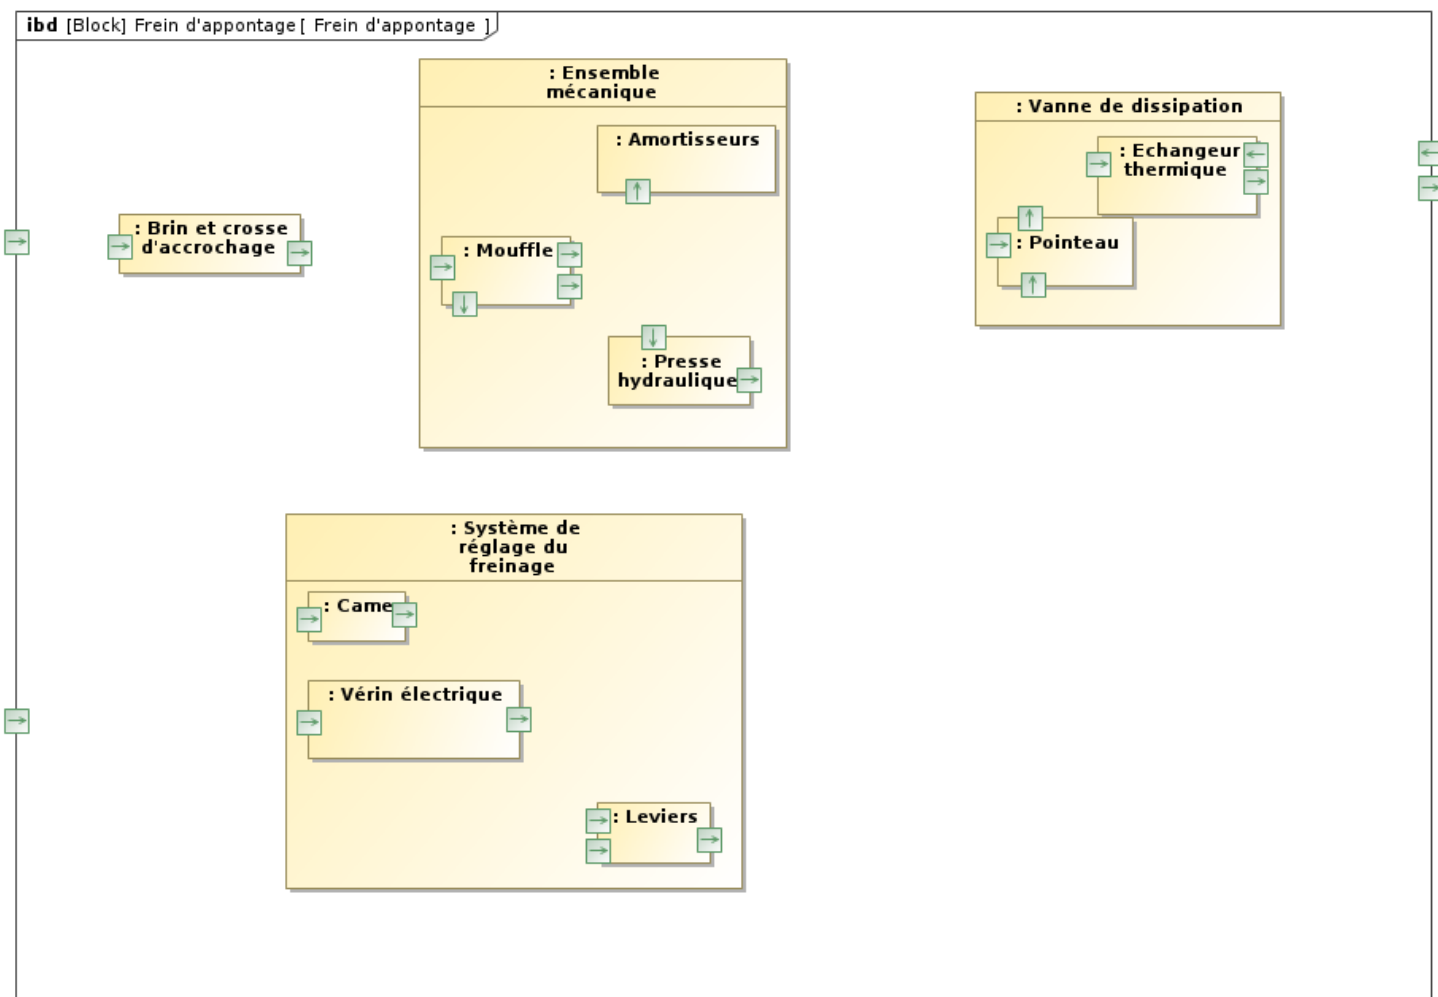 ibd [Block] Frein d'appontage [ Frein d'appontage ]
: Ensemble
mécanique
: Amortisseurs
: Mouffle
: Presse
hydraulique
: Vanne de dissipation
: Echangeur
thermique
: Pointeau
: Brin et crosse
d'accrochage
: Système de
réglage du
freinage
: Came
: Vérin électrique
: Leviers